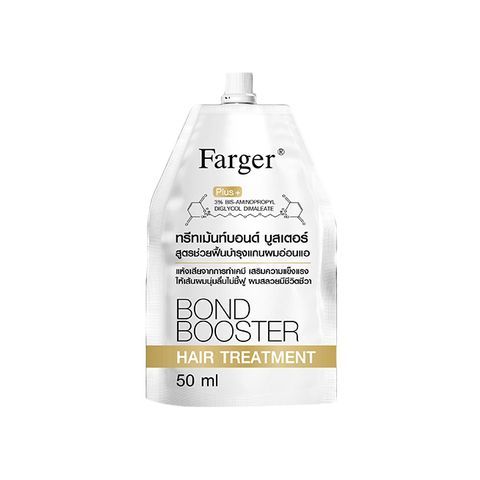 Farger®
Plus+
3% BIS-AMINOPROPYL
DIGLYCOL DIMALEATE
ทรีทเม้นท์บอนด์ บูสเตอร์
สูตรช่วยฟื้นบำรุงแกนผมอ่อนแอ
แห้งเสียจากการทำเคมี เสริมความแข็งแรง
ให้เส้นผมนุ่มลื่นไม่ชี้ฟู ผมสลวยมีชีวิตชีวา
BOND
BOOSTER
HAIR TREATMENT
50 ml